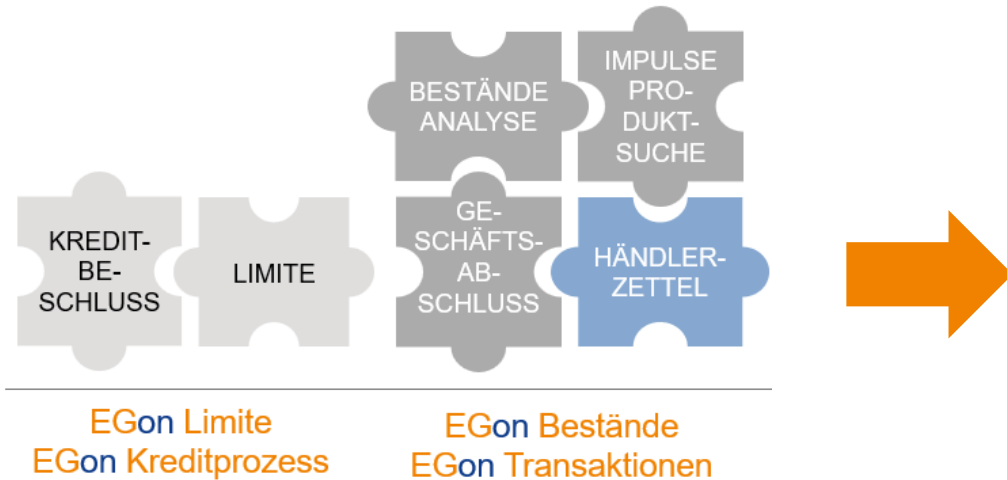 BESTÄNDE
ANALYSE
IMPULSE
PRO-
DUKT-
SUCHE
KREDIT-
BE-
SCHLUSS
LIMITE
GE-
SCHÄFTS-
AB-
SCHLUSS
HÄNDLER-
ZETTEL
EGon Limite
EGon Kreditprozess
EGon Bestände
EGon Transaktionen